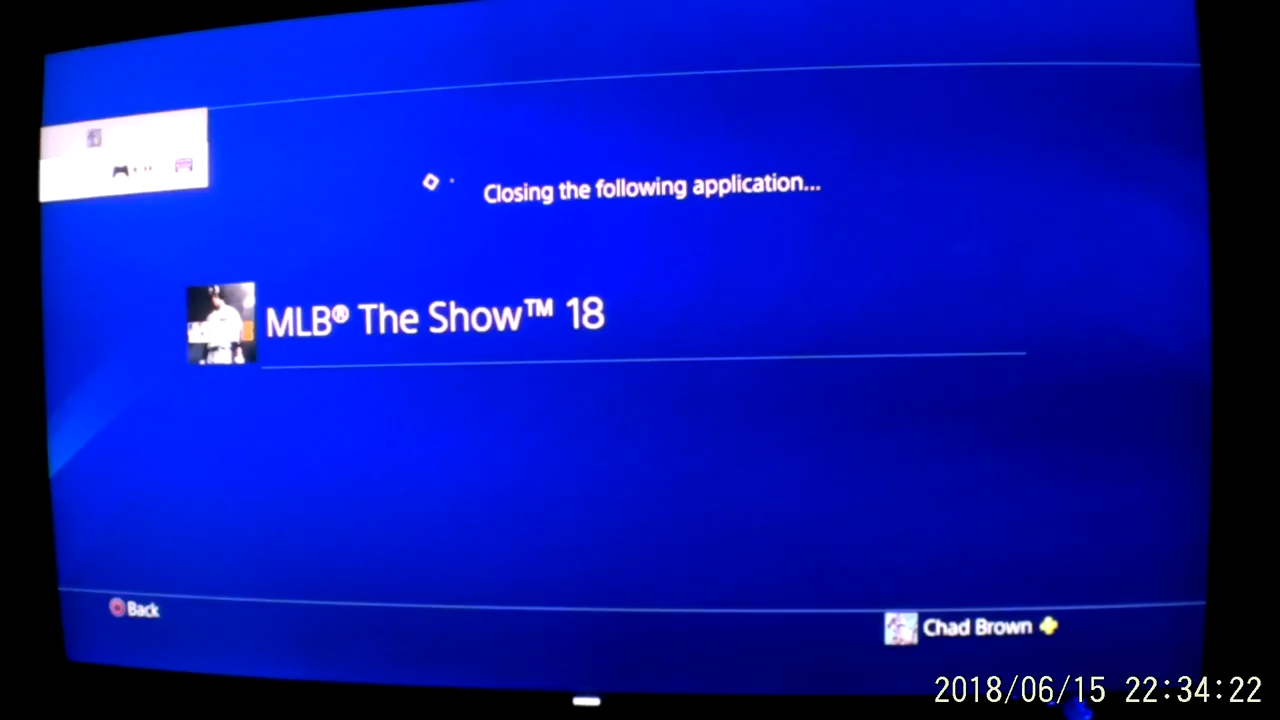 Closing the following application...
MLB® The Show™ 18
Back
Chad Brown
2018/06/15 22:34:22